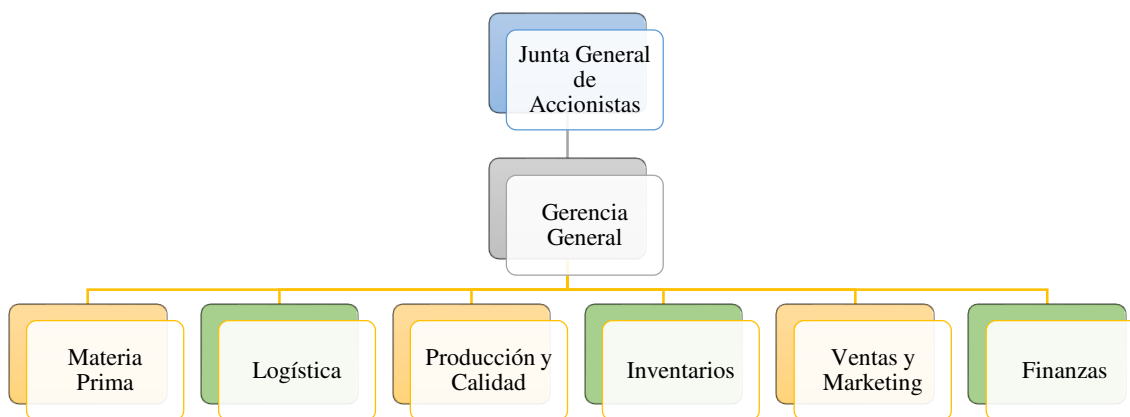 Junta General
de
Accionistas
Gerencia
General
Materia
Prima
Logística
Producción y
Calidad
Inventarios
Ventas y
Marketing
Finanzas